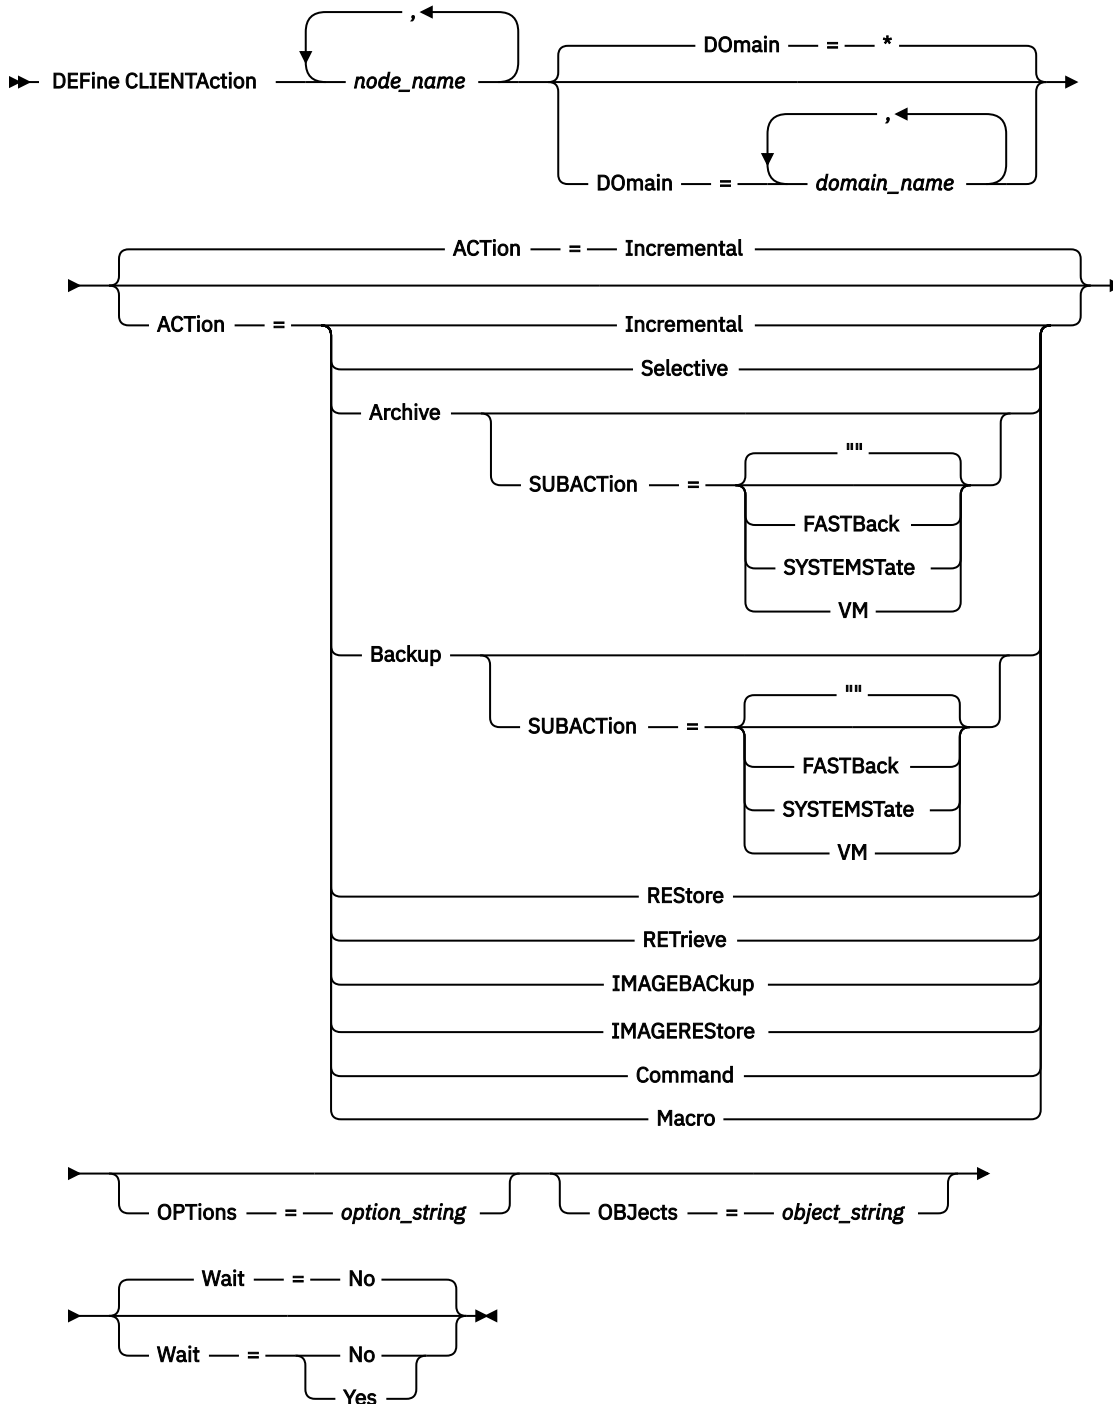 ,
DOmain = *
DEFine CLIENTAction node_name
,
DOmain = domain_name
ACTion = Incremental
ACTion = Incremental
Selective
Archive
""
SUBACTion =
FASTBack
SYSTEMSTate
VM
Backup
""
SUBACTion =
FASTBack
SYSTEMSTate
VM
REStore
RETrieve
IMAGEBACkup
IMAGEREStore
Command
Macro
OPTions = option_string OBJects = object_string
Wait = No
Wait = No
Yes